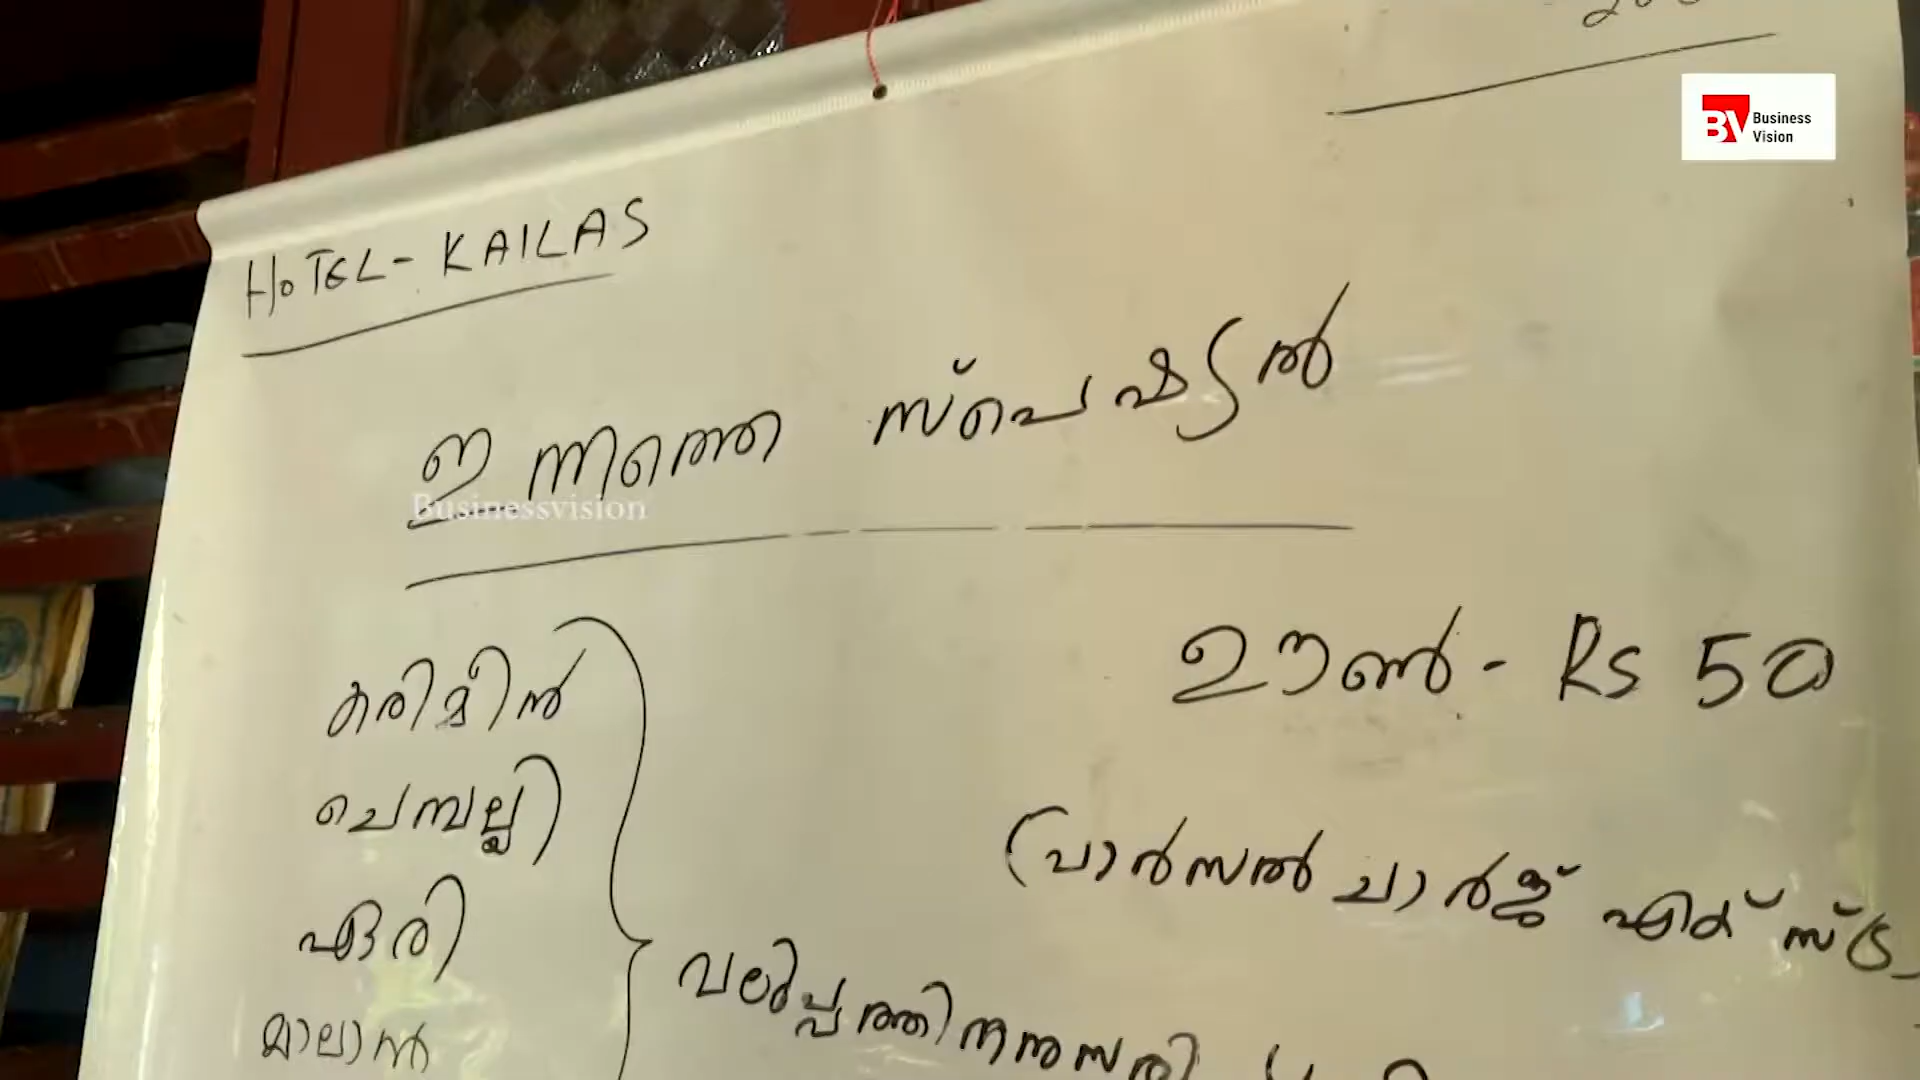 Business
Vision
HOTEL - KAILAS
ഇന്നത്തെ സ്പെഷ്യൽ
Businessvision
ഊൺ - Rs 50
കരിമീൻ
ചെമ്പല്ലി
(പാർസൽ ചാർജ്
ഏരി
വലിപ്പത്തിനനുസരി
മാലാൻ